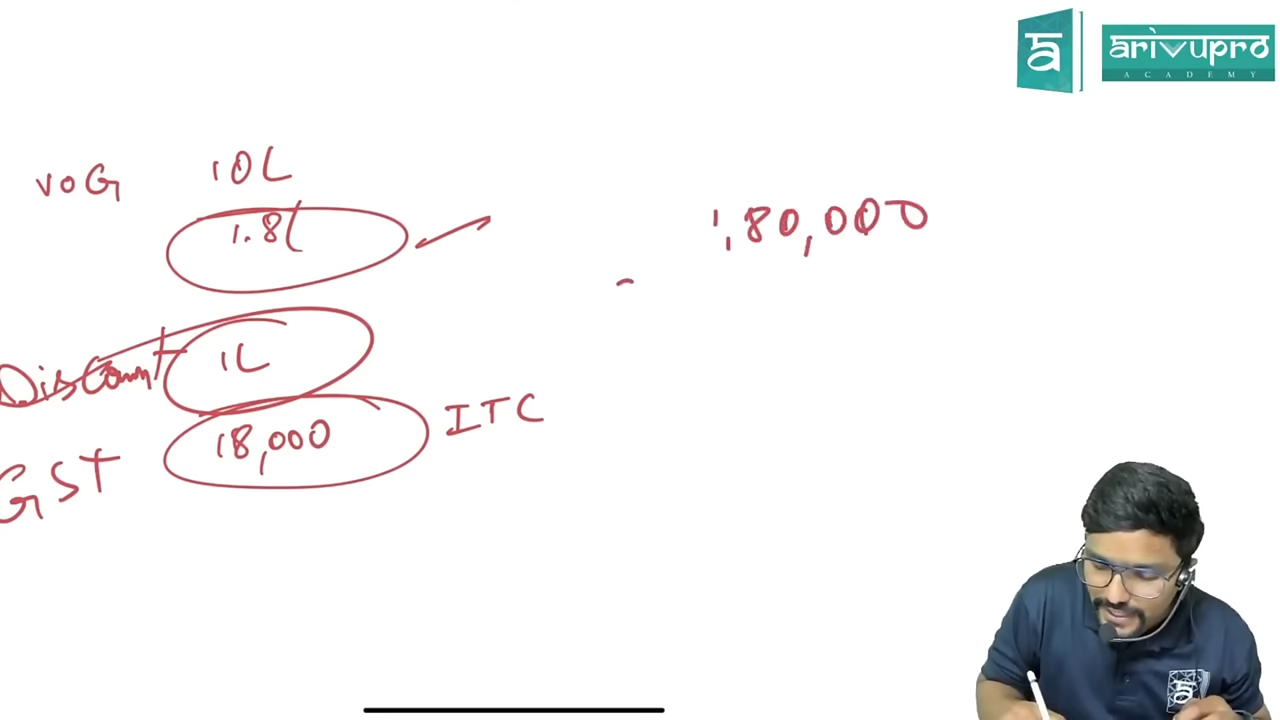 arivupro
ACADEMY
VOG 10L
1.8L
1,80,000
-
Discount 1L
18,000 ITC
GST